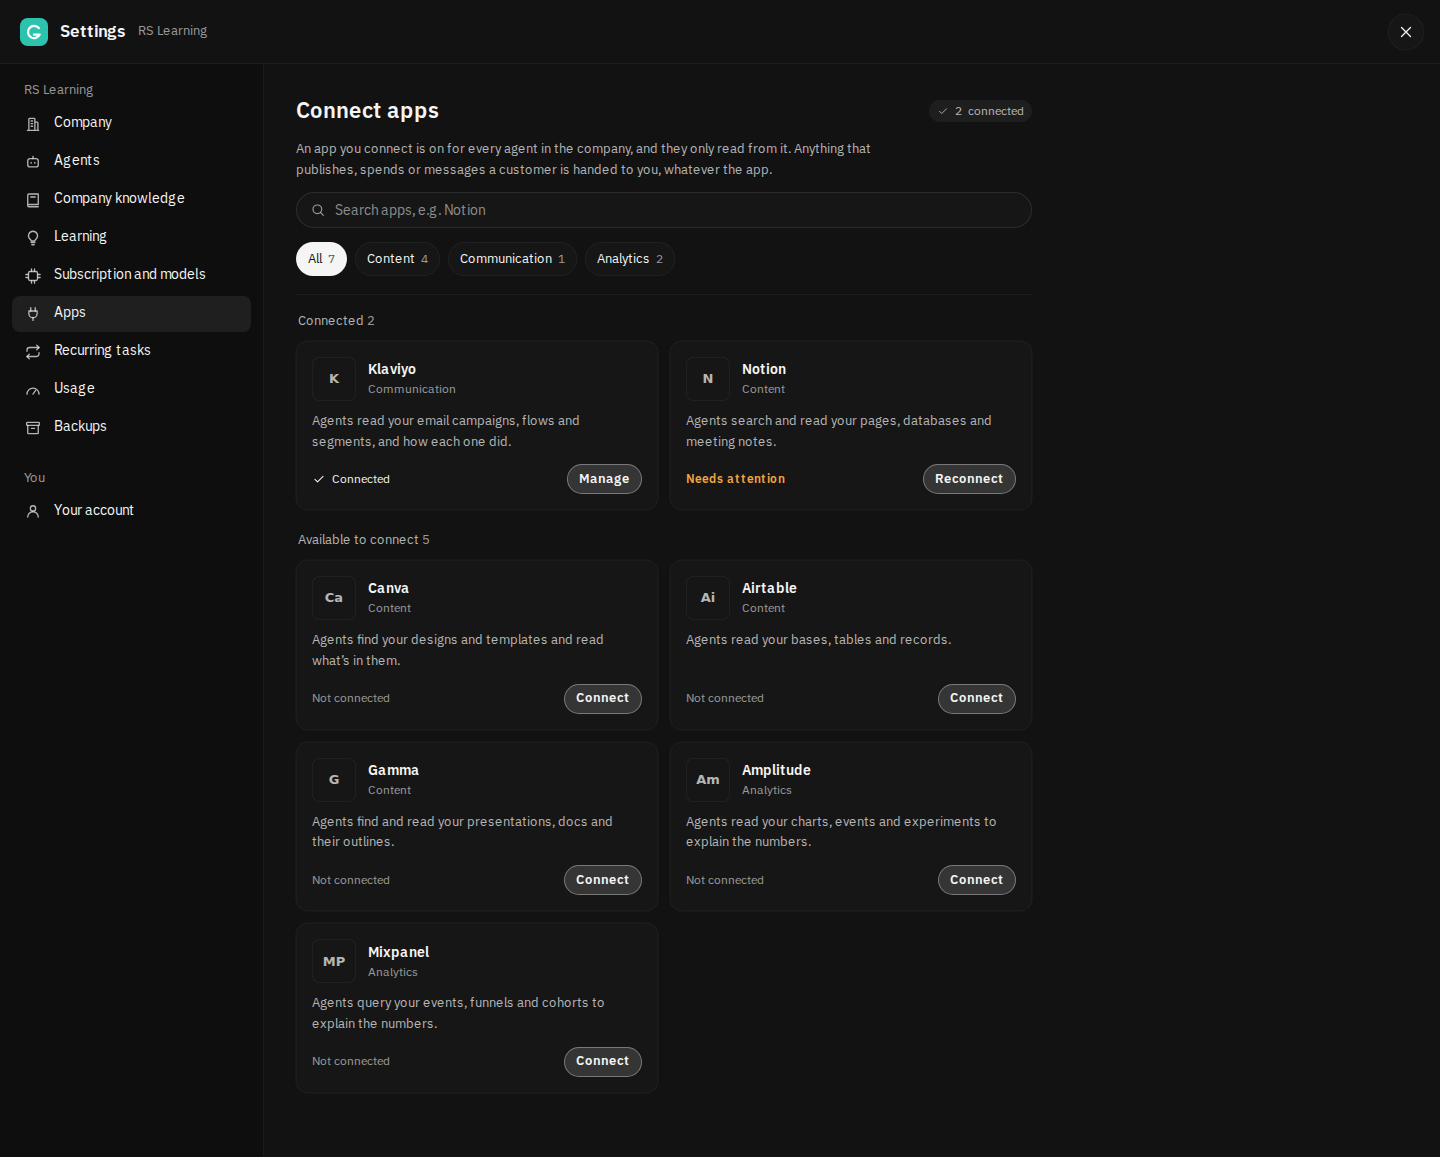 Settings RS Learning
RS Learning
Company
Agents
Company knowledge
Learning
Subscription and models
Apps
Recurring tasks
Usage
Backups
You
Your account
Connect apps
2 connected
An app you connect is on for every agent in the company, and they only read from it. Anything that
publishes, spends or messages a customer is handed to you, whatever the app.
Search apps, e.g. Notion
All 7 Content 4 Communication 1 Analytics 2
Connected 2
K
Klaviyo
Communication
Agents read your email campaigns, flows and
segments, and how each one did.
Connected
Manage
N
Notion
Content
Agents search and read your pages, databases and
meeting notes.
Needs attention
Reconnect
Available to connect 5
Ca
Canva
Content
Agents find your designs and templates and read
what's in them.
Not connected
Connect
Ai
Airtable
Content
Agents read your bases, tables and records.
Not connected
Connect
G
Gamma
Content
Agents find and read your presentations, docs and
their outlines.
Not connected
Connect
Am
Amplitude
Analytics
Agents read your charts, events and experiments to
explain the numbers.
Not connected
Connect
MP
Mixpanel
Analytics
Agents query your events, funnels and cohorts to
explain the numbers.
Not connected
Connect